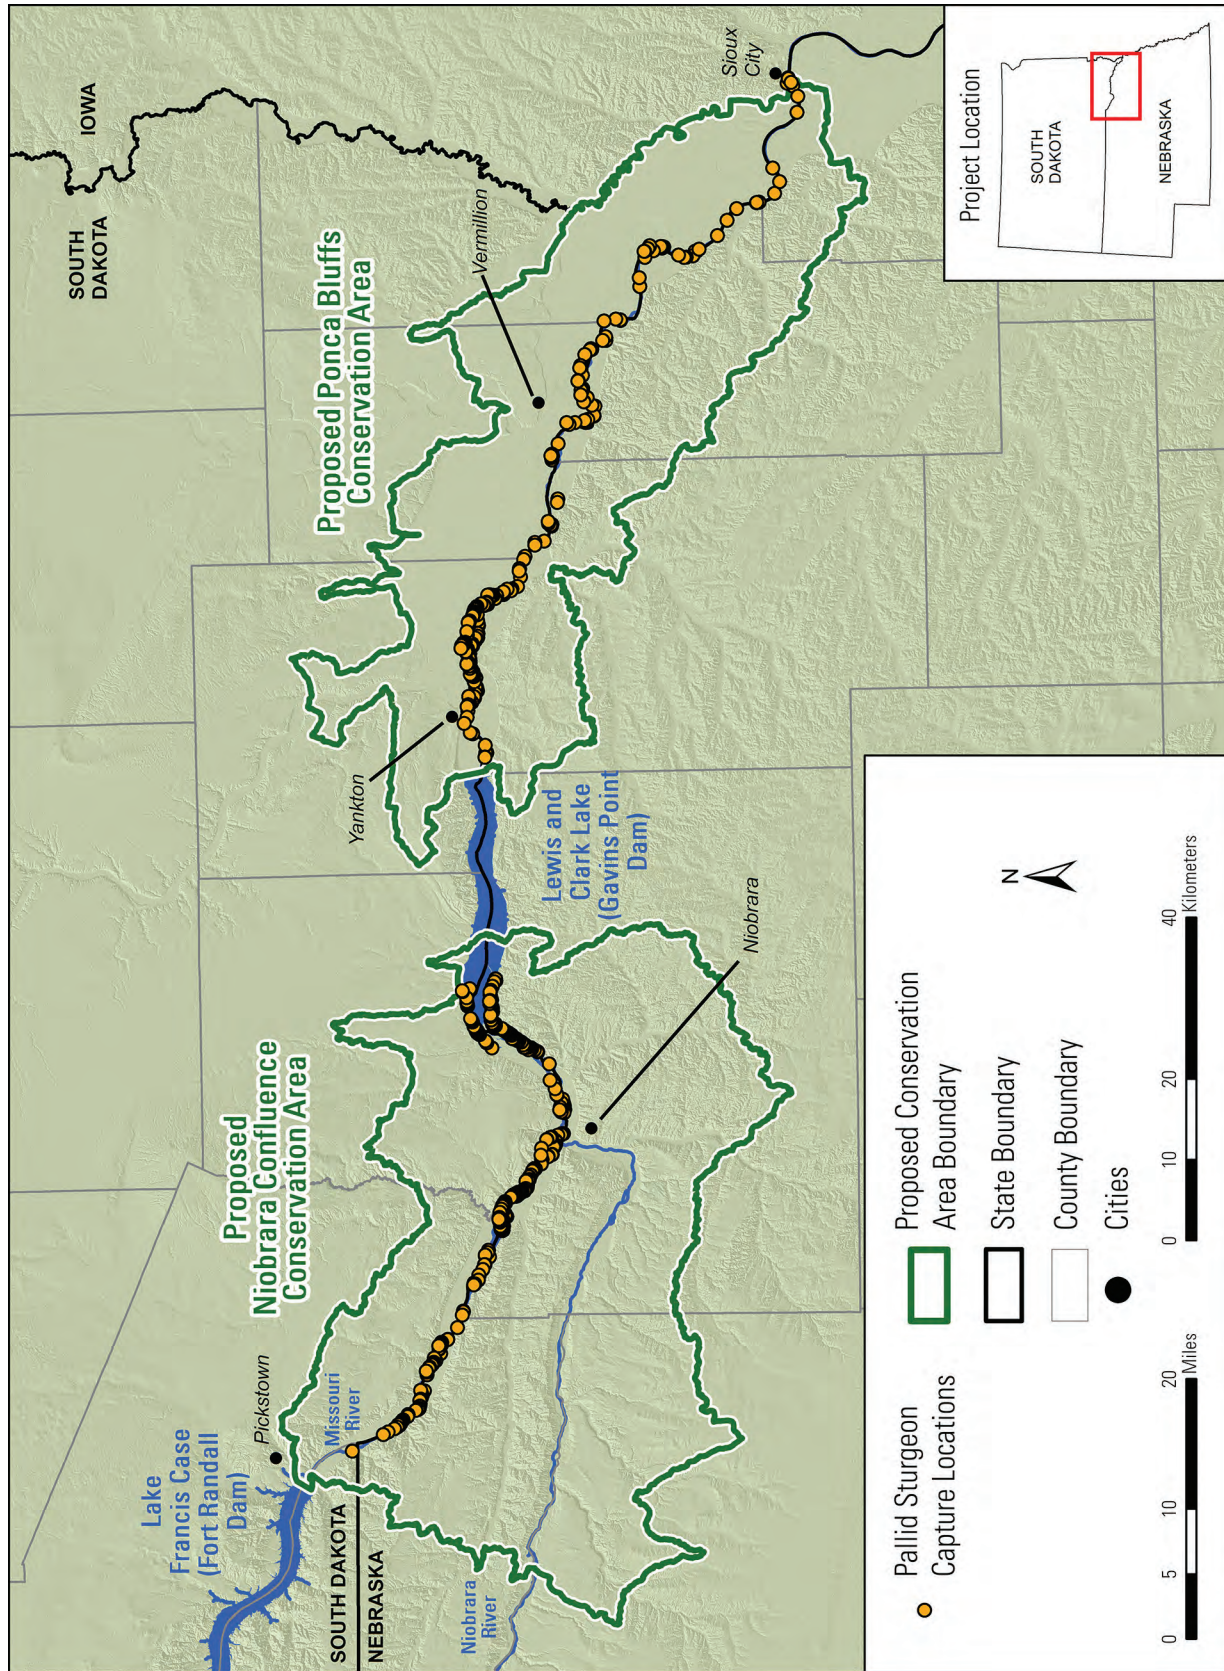 Lake
Francis Case
(Fort Randall
Dam)
Pickstown
Missouri
River
SOUTH DAKOTA
NEBRASKA
Niobrara
River
Proposed
Niobrara Confluence
Conservation Area
Niobrara
Lewis and
Clark Lake
(Gavins Point
Dam)
Yankton
Proposed Ponca Bluffs
Conservation Area
Vermillion
SOUTH
DAKOTA
IOWA
Sioux
City
Pallid Sturgeon
Capture Locations
Proposed Conservation
Area Boundary
State Boundary
County Boundary
Cities
N
0 5 10 20
Miles
0 10 20 40
Kilometers
Project Location
SOUTH
DAKOTA
NEBRASKA